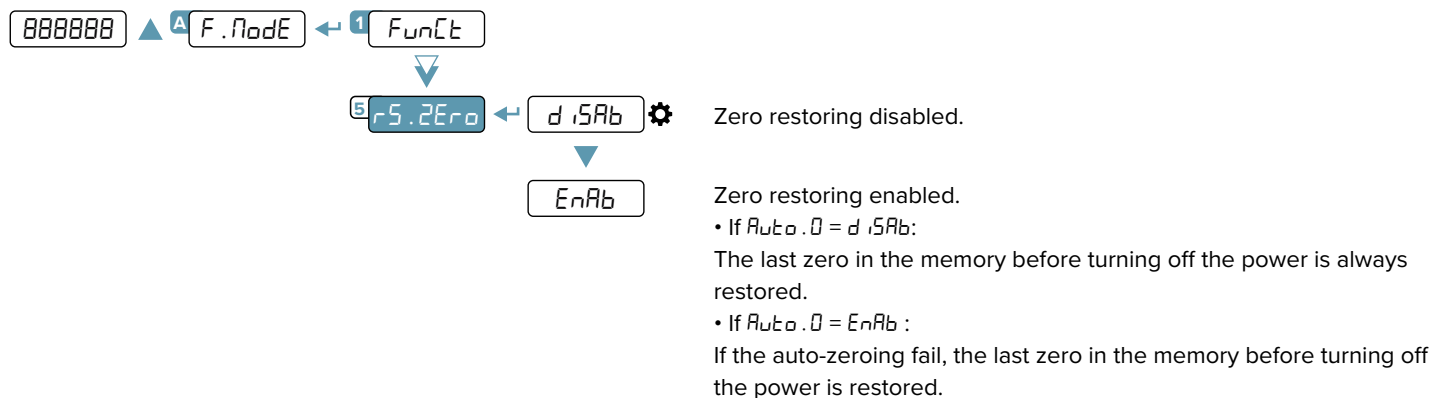 888888 A F.ModE 1 FunCt
5 rS.ZEro diSAb Zero restoring disabled.
EnAb Zero restoring enabled.
• If Auto.0 = diSAb:
The last zero in the memory before turning off the power is always
restored.
• If Auto.0 = EnAb :
If the auto-zeroing fail, the last zero in the memory before turning off
the power is restored.